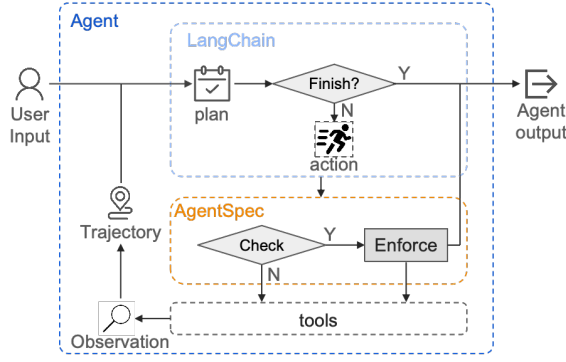 Agent
LangChain
Finish?
Y
User
Input
plan
N
Agent
output
action
AgentSpec
Trajectory
Check
Y
Enforce
N
tools
Observation